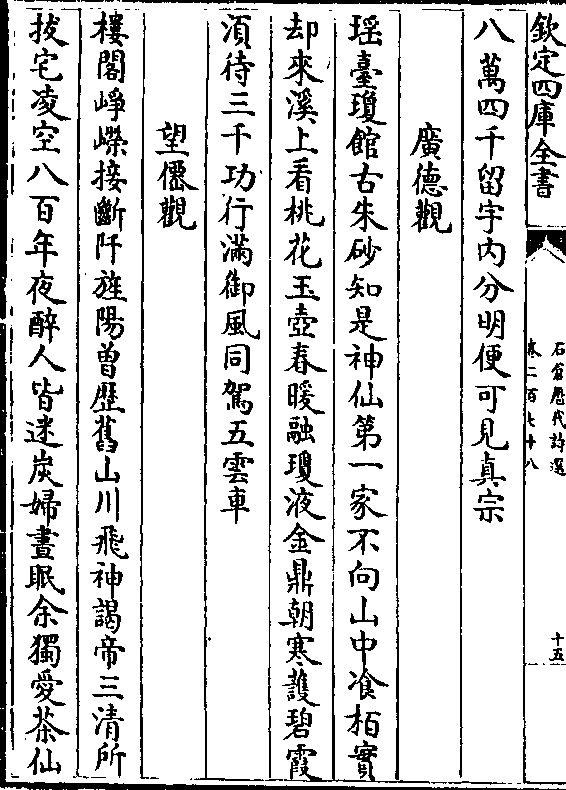 欽定四庫全書
石倉歷代詩選
卷二百七十八
十五
八萬四千留字内分明便可見真宗
廣德觀
瑶臺瓊館古朱砂知是神仙第一家不向山中飡栢實
却來溪上看桃花玉壺春暖融瓊液金鼎朝寒護碧霞
湏待三千功行滿御風同駕五雲車
望僊觀
樓閣崢嶸接斷阡旌陽曽歴舊山川飛神謁帝三清所
拔宅凌空八百年夜醉人皆迷炭婦晝眠余獨愛茶仙